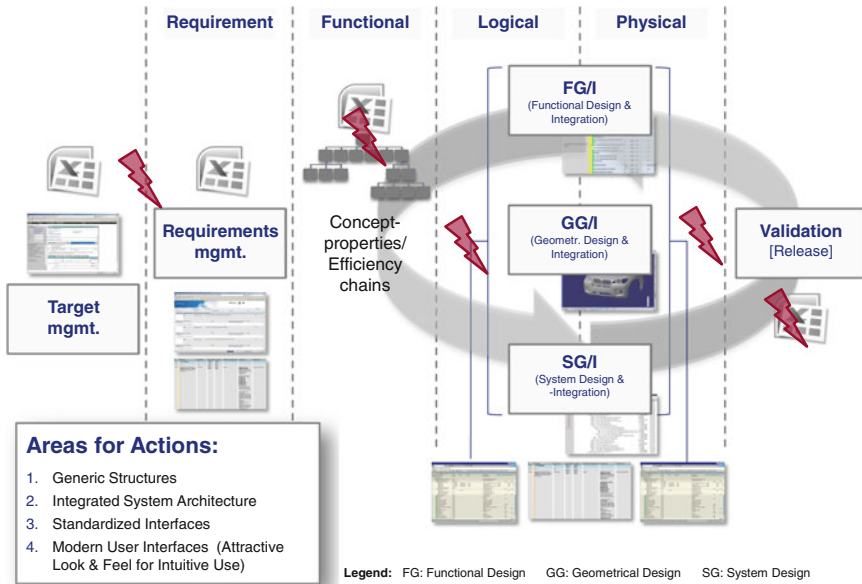 Requirement
Functional
Logical
Physical
FG/I
(Functional Design &
Integration)
Requirements
mgmt.
Target
mgmt.
Concept-
properties/
Efficiency
chains
GG/I
(Geometr. Design &
Integration)
Validation
[Release]
SG/I
(System Design &
-Integration)
Areas for Actions:
1. Generic Structures
2. Integrated System Architecture
3. Standardized Interfaces
4. Modern User Interfaces (Attractive
Look & Feel for Intuitive Use)
Legend: FG: Functional Design GG: Geometrical Design SG: System Design